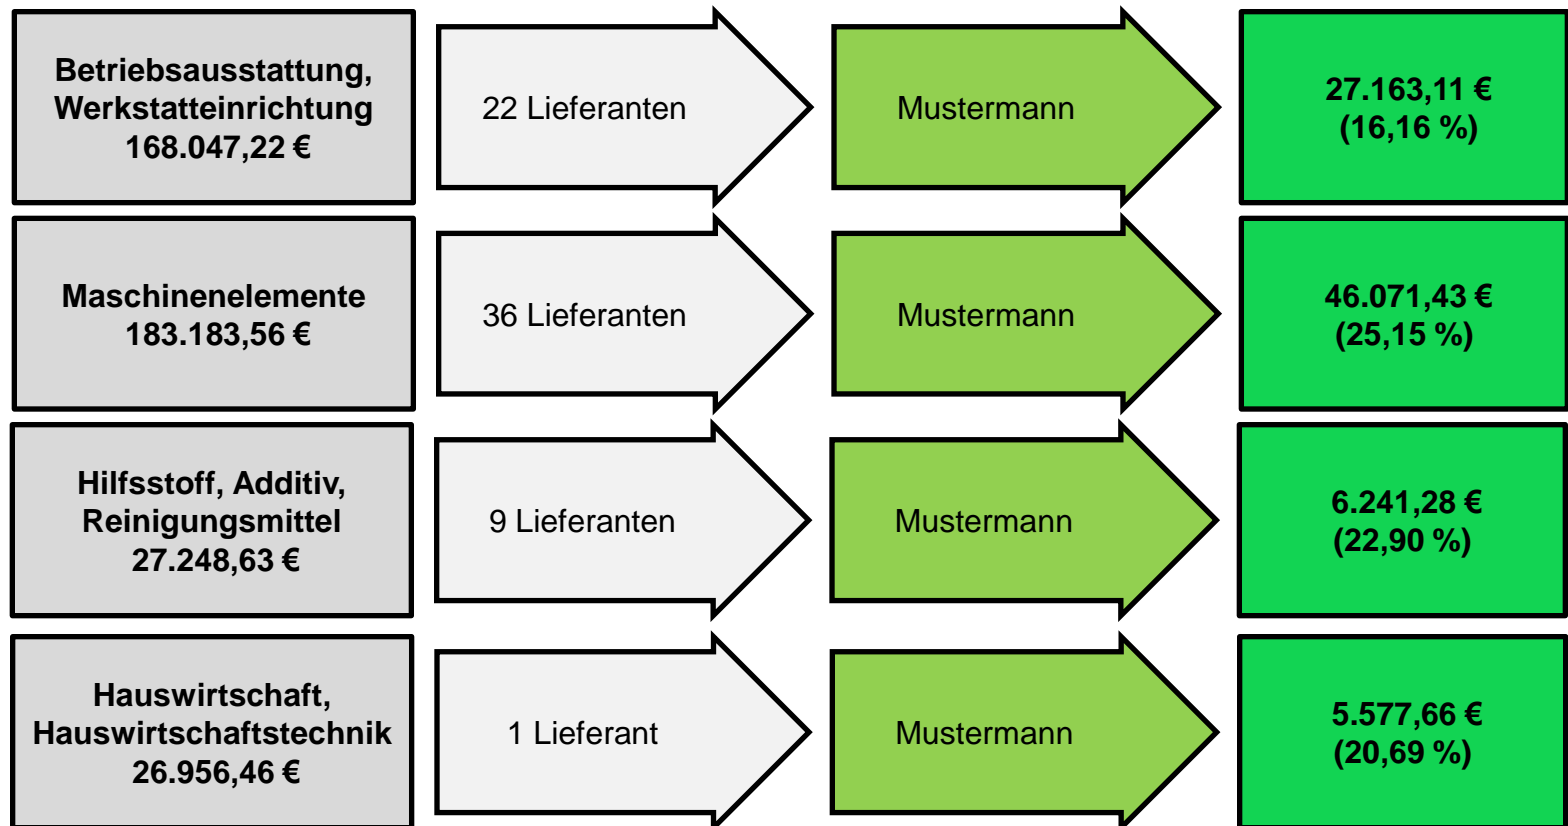 Betriebsausstattung,
Werkstatteinrichtung
168.047,22 €
22 Lieferanten
Mustermann
27.163,11 €
(16,16 %)
Maschinenelemente
183.183,56 €
36 Lieferanten
Mustermann
46.071,43 €
(25,15 %)
Hilfsstoff, Additiv,
Reinigungsmittel
27.248,63 €
9 Lieferanten
Mustermann
6.241,28 €
(22,90 %)
Hauswirtschaft,
Hauswirtschaftstechnik
26.956,46 €
1 Lieferant
Mustermann
5.577,66 €
(20,69 %)